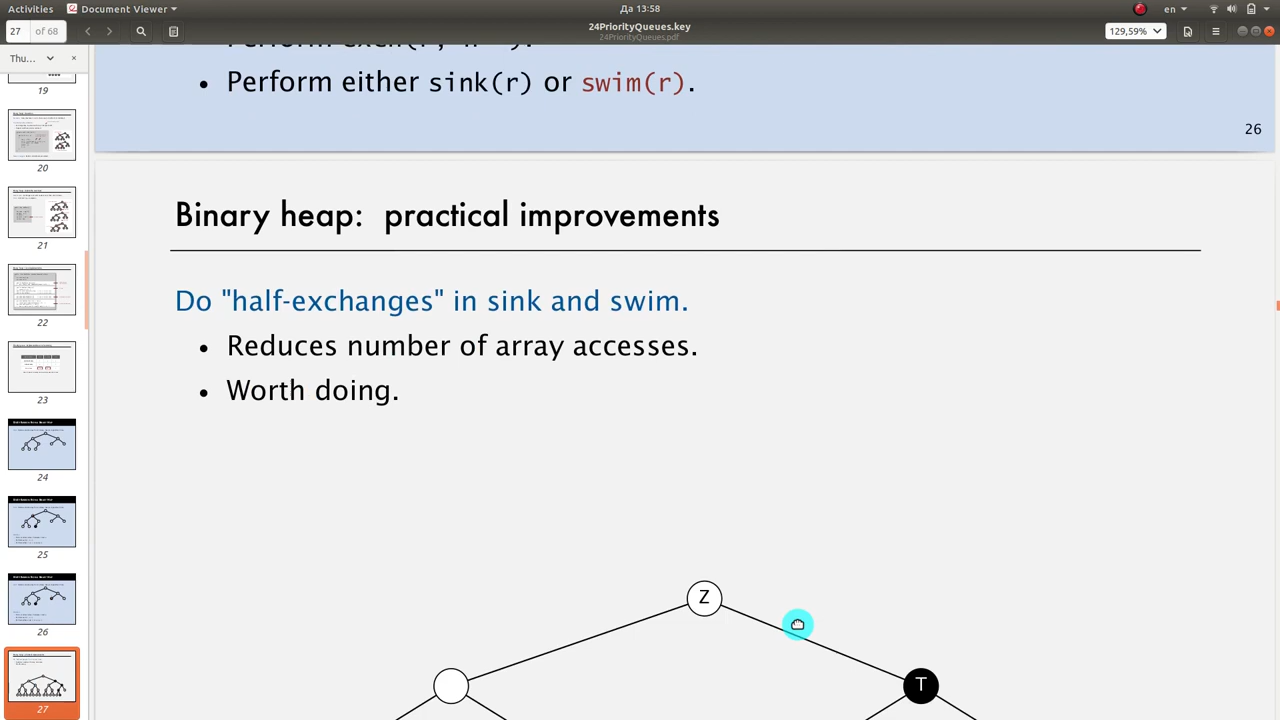 Activities
Document Viewer
Да 13:58
en
27
of 68
24PriorityQueues.key
24PriorityQueues.pdf
129,59%
Thu...
19
20
21
22
23
24
25
26
27
• Perform either sink(r) or swim(r).
26
Binary heap: practical improvements
Do "half-exchanges" in sink and swim.
• Reduces number of array accesses.
• Worth doing.
Z
T